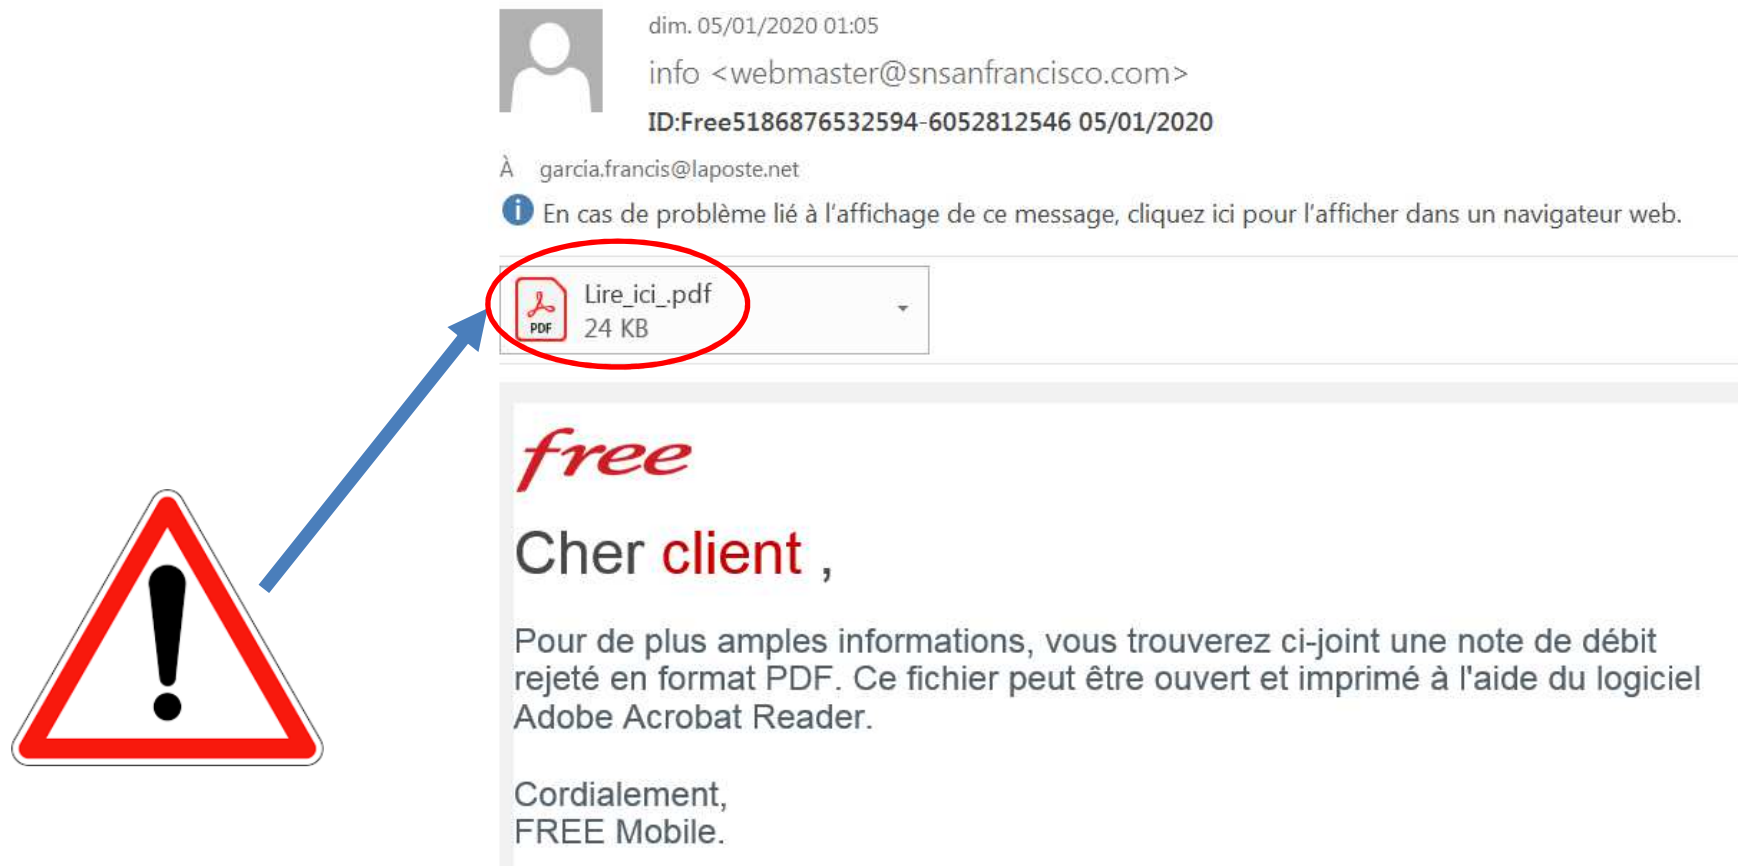 dim. 05/01/2020 01:05
info <webmaster@snsanfrancisco.com>
ID:Free5186876532594-6052812546 05/01/2020
À garcia.francis@laposte.net
i En cas de problème lié à l'affichage de ce message, cliquez ici pour l'afficher dans un navigateur web.
Lire_ici_.pdf
PDF 24 KB
free
Cher client ,
Pour de plus amples informations, vous trouverez ci-joint une note de débit
rejeté en format PDF. Ce fichier peut être ouvert et imprimé à l'aide du logiciel
Adobe Acrobat Reader.
Cordialement,
FREE Mobile.
!